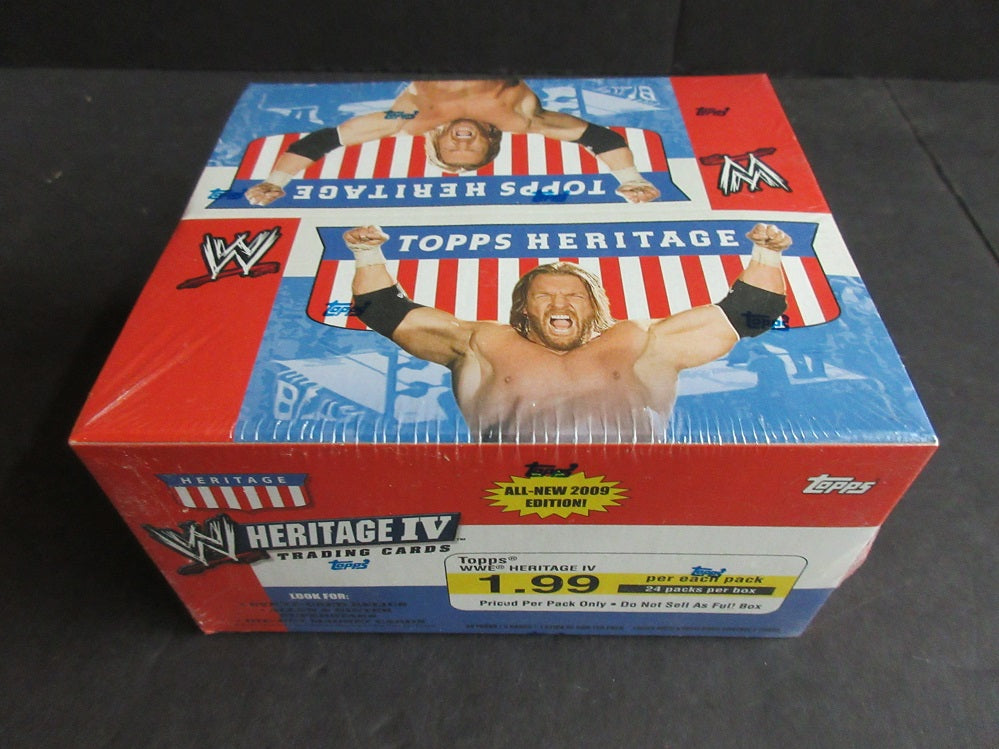 Topps
Topps
TOPPS HERITAGE
Topps
Topps
W
W
TOPPS HERITAGE
Topps
Topps
HERITAGE
Topps
ALL-NEW 2009
EDITION!
Topps
W HERITAGE IV
TRADING CARDS
Topps
Topps®
WWE® HERITAGE IV
1.99
Topps
per each pack
24 packs per box
Priced Per Pack Only • Do Not Sell As Full Box
LOOK FOR: